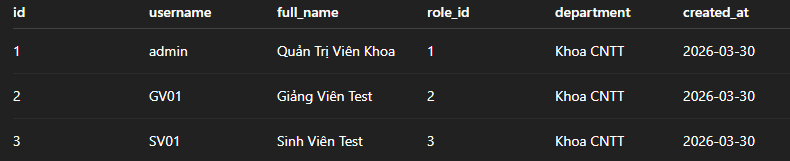 id username full_name role_id department created_at
1 admin Quản Trị Viên Khoa 1 Khoa CNTT 2026-03-30
2 GV01 Giảng Viên Test 2 Khoa CNTT 2026-03-30
3 SV01 Sinh Viên Test 3 Khoa CNTT 2026-03-30